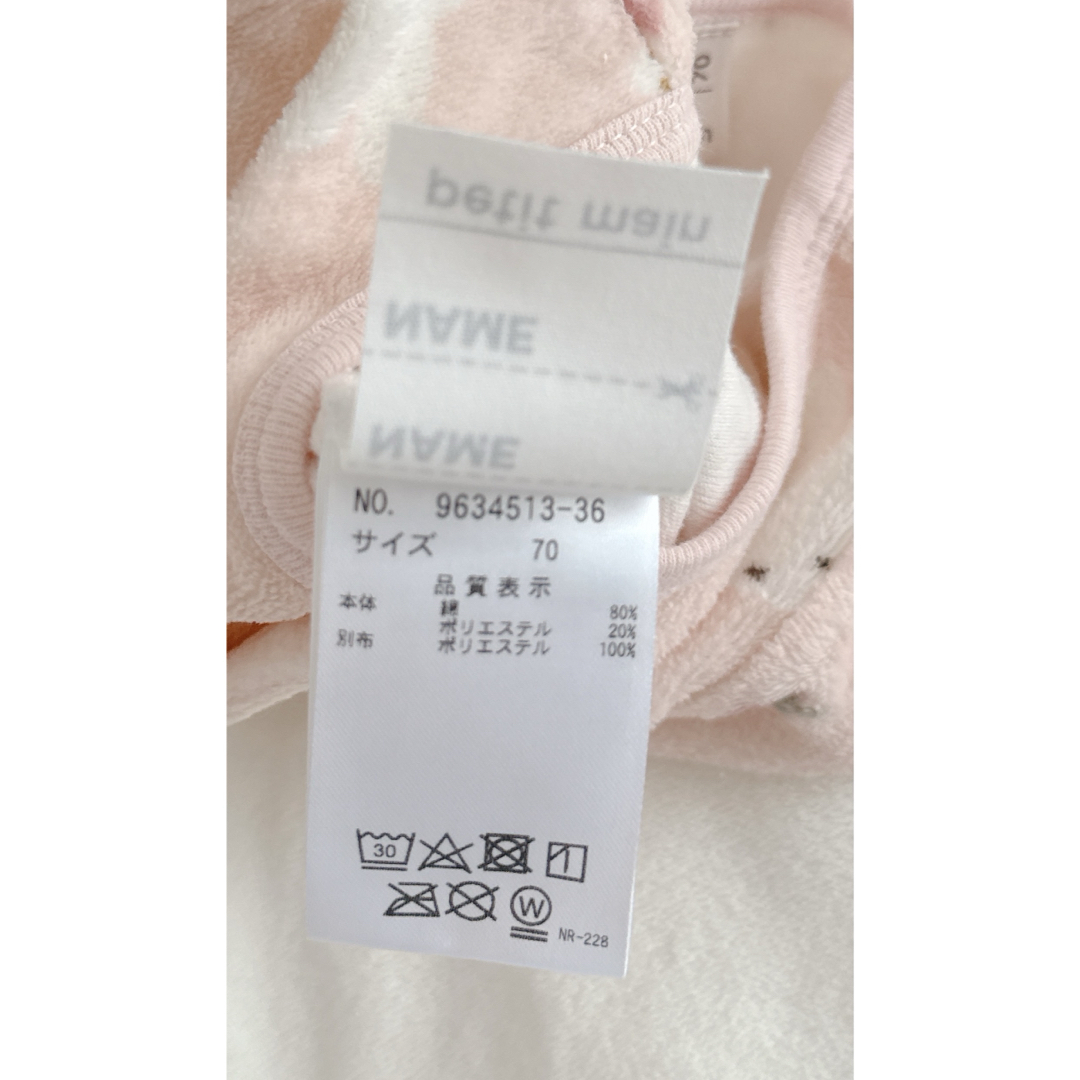 petit main
NAME
NAME
NO. 9634513-36
サイズ 70
品質表示
本体 綿 80%
ポリエステル 20%
別布 ポリエステル 100%
30
W
NR-228